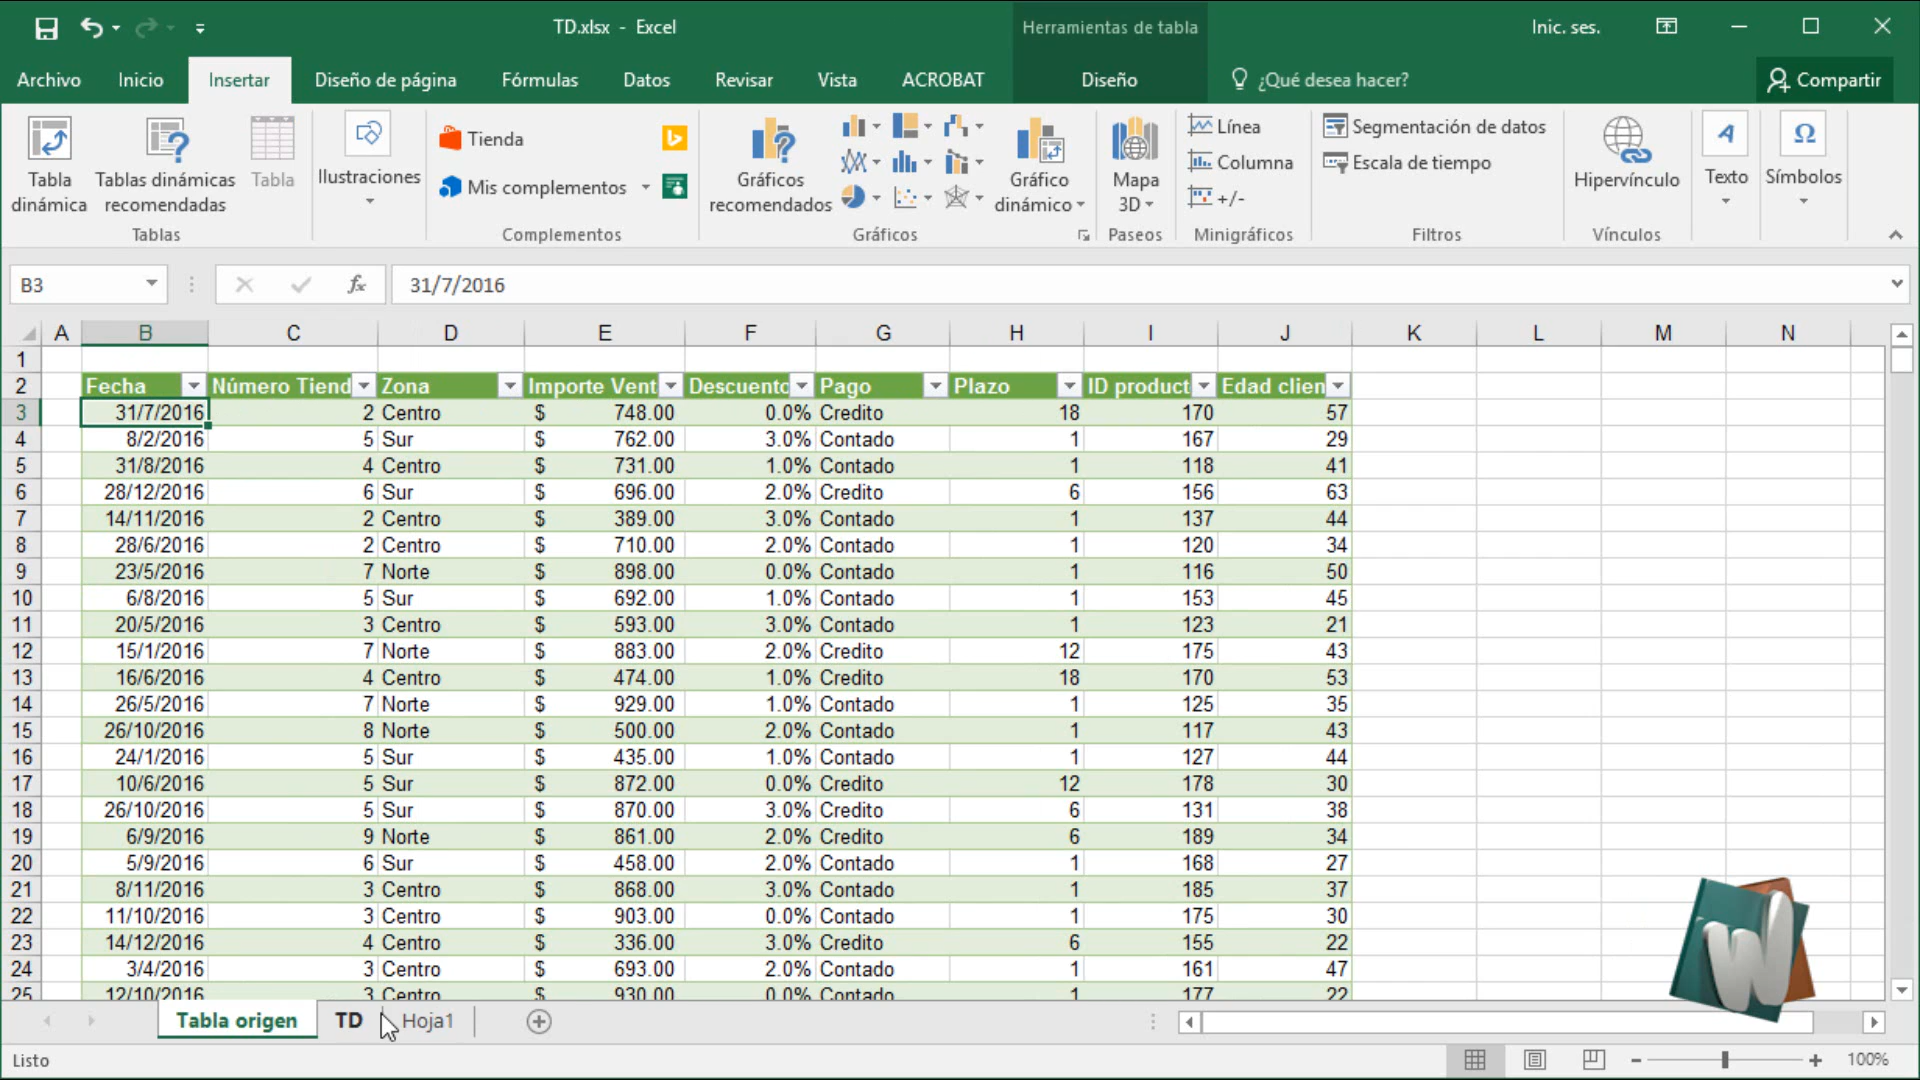 TD.xlsx - Excel
Herramientas de tabla
Inic. ses.
Archivo Inicio Insertar Diseño de página Fórmulas Datos Revisar Vista ACROBAT Diseño ¿Qué desea hacer? Compartir
Tabla dinámica
Tablas dinámicas recomendadas
Tabla
Tablas
Ilustraciones
Tienda
Mis complementos
Complementos
Gráficos recomendados
Gráfico dinámico
Gráficos
Mapa 3D
Paseos
Línea
Columna
+/-
Minigráficos
Segmentación de datos
Escala de tiempo
Filtros
Hipervínculo
Vínculos
Texto
Símbolos
B3 fx 31/7/2016
A B C D E F G H I J K L M N
1
2 Fecha Número Tiend Zona Importe Vent Descuento Pago Plazo ID product Edad clien
3 31/7/2016 2 Centro $ 748.00 0.0% Credito 18 170 57
4 8/2/2016 5 Sur $ 762.00 3.0% Contado 1 167 29
5 31/8/2016 4 Centro $ 731.00 1.0% Contado 1 118 41
6 28/12/2016 6 Sur $ 696.00 2.0% Credito 6 156 63
7 14/11/2016 2 Centro $ 389.00 3.0% Contado 1 137 44
8 28/6/2016 2 Centro $ 710.00 2.0% Contado 1 120 34
9 23/5/2016 7 Norte $ 898.00 0.0% Contado 1 116 50
10 6/8/2016 5 Sur $ 692.00 1.0% Contado 1 153 45
11 20/5/2016 3 Centro $ 593.00 3.0% Contado 1 123 21
12 15/1/2016 7 Norte $ 883.00 2.0% Credito 12 175 43
13 16/6/2016 4 Centro $ 474.00 1.0% Credito 18 170 53
14 26/5/2016 7 Norte $ 929.00 1.0% Contado 1 125 35
15 26/10/2016 8 Norte $ 500.00 2.0% Contado 1 117 43
16 24/1/2016 5 Sur $ 435.00 1.0% Contado 1 127 44
17 10/6/2016 5 Sur $ 872.00 0.0% Credito 12 178 30
18 26/10/2016 5 Sur $ 870.00 3.0% Credito 6 131 38
19 6/9/2016 9 Norte $ 861.00 2.0% Credito 6 189 34
20 5/9/2016 6 Sur $ 458.00 2.0% Contado 1 168 27
21 8/11/2016 3 Centro $ 868.00 3.0% Contado 1 185 37
22 11/10/2016 3 Centro $ 903.00 0.0% Contado 1 175 30
23 14/12/2016 4 Centro $ 336.00 3.0% Credito 6 155 22
24 3/4/2016 3 Centro $ 693.00 2.0% Contado 1 161 47
25 12/10/2016 3 Centro $ 930.00 0.0% Contado 1 177 22
Tabla origen TD Hoja1
Listo
100%
W